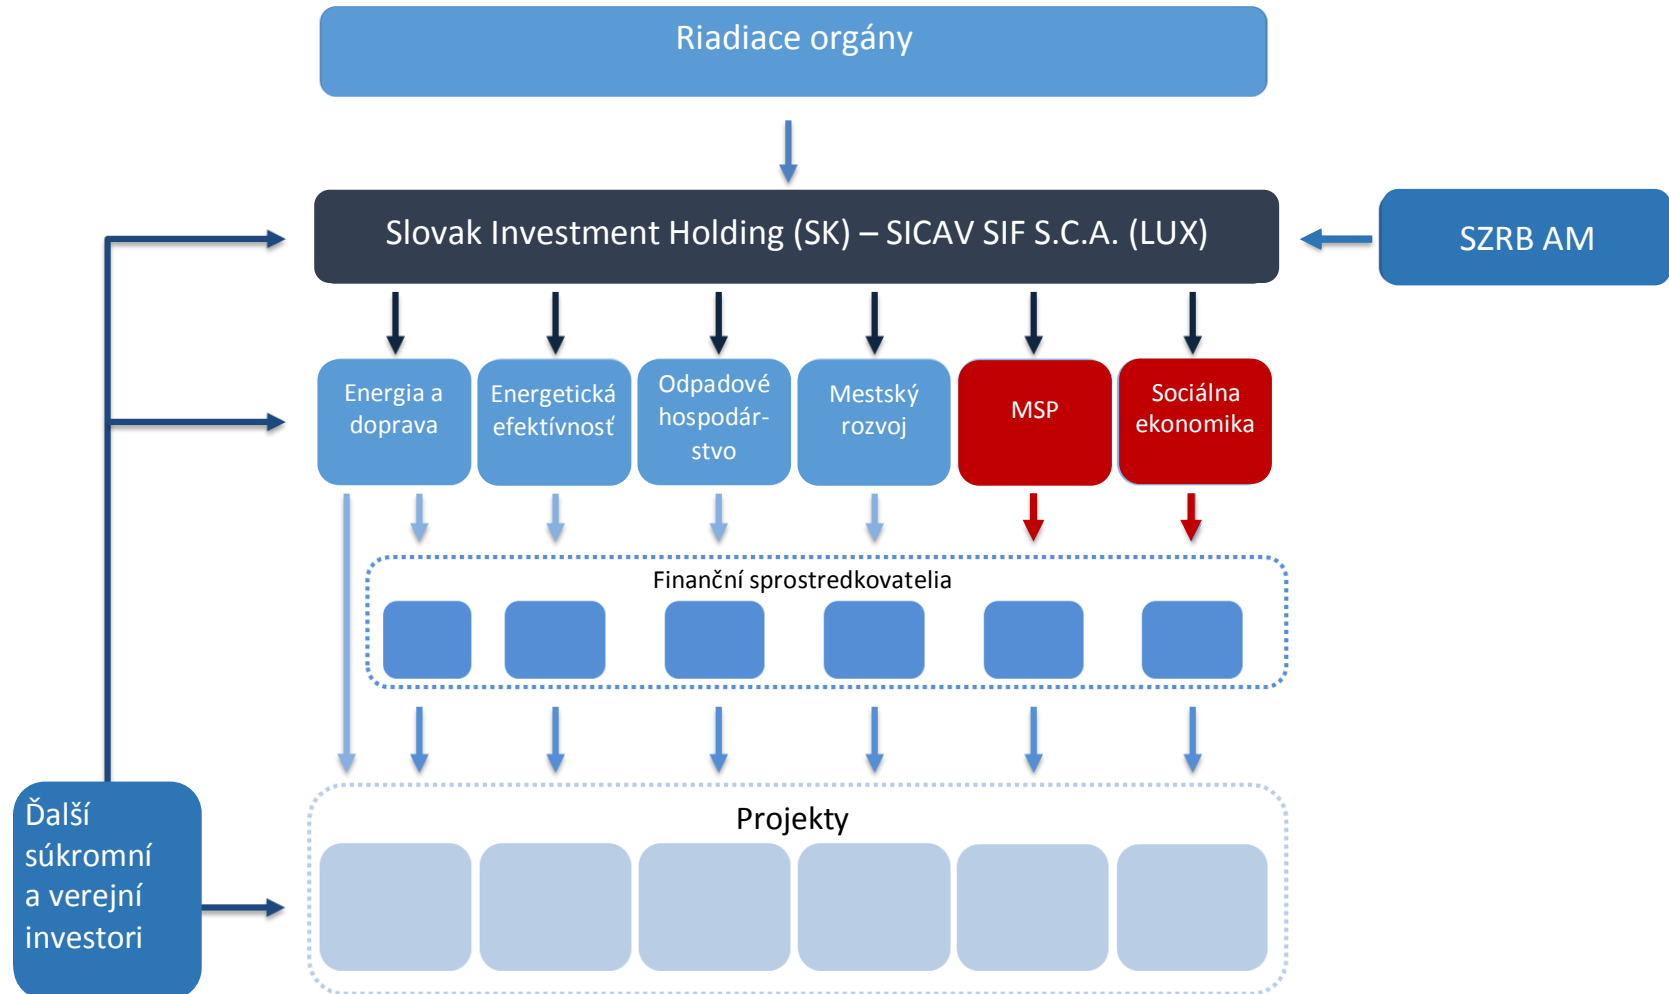 Riadiace orgány
Slovak Investment Holding (SK) – SICAV SIF S.C.A. (LUX)
SZRB AM
Energia a
doprava
Energetická
efektívnosť
Odpadové
hospodár-
stvo
Mestský
rozvoj
MSP
Sociálna
ekonomika
Finanční sprostredkovatelia
Projekty
Ďalší
súkromní
a verejní
investori